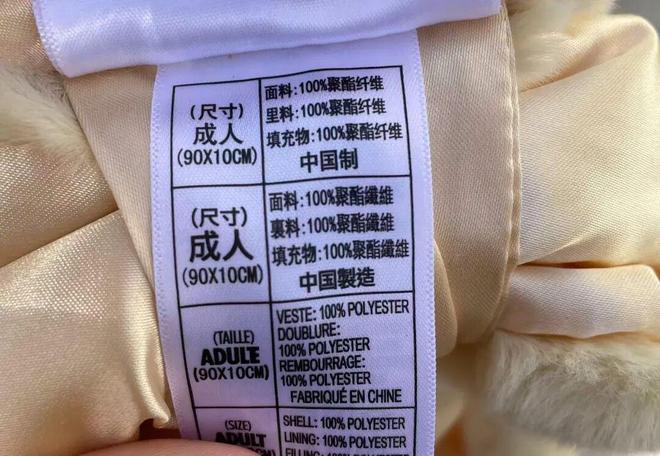 (尺寸)
成人
(90X10CM)
面料:100%聚酯纤维
里料:100%聚酯纤维
填充物:100%聚酯纤维
中国制
(尺寸)
成人
(90X10CM)
面料:100%聚酯纖維
裏料:100%聚酯纖維
填充物:100%聚酯纖維
中国製造
(TAILLE)
ADULE
(90X10CM)
VESTE: 100% POLYESTER
DOUBLURE:
100% POLYESTER
REMBOURRAGE:
100% POLYESTER
FABRIQUÉ EN CHINE
(SIZE)
ADULT
SHELL: 100% POLYESTER
LINING: 100% POLYESTER
FILLING: 100% POLYESTER